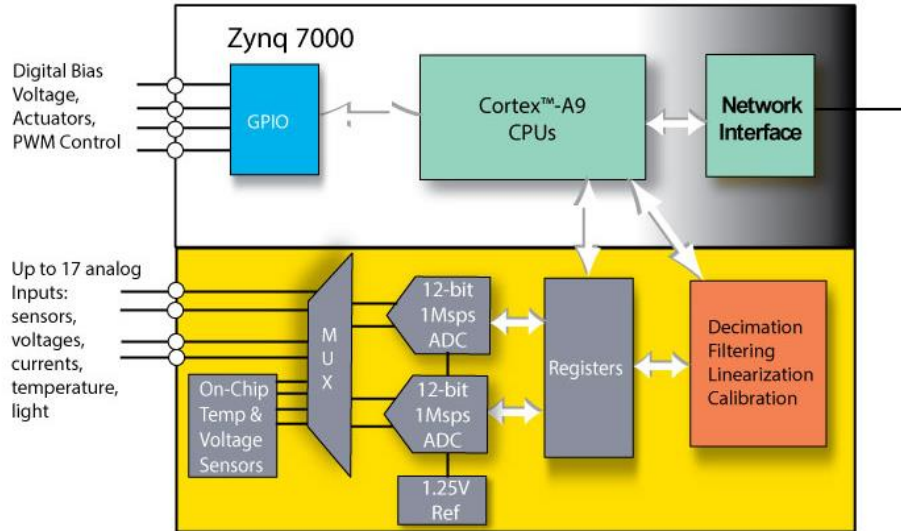 Zynq 7000
Digital Bias
Voltage,
Actuators,
PWM Control
GPIO
Cortex™-A9
CPUs
Network
Interface
Up to 17 analog
Inputs:
sensors,
voltages,
currents,
temperature,
light
On-Chip
Temp &
Voltage
Sensors
M
U
X
12-bit
1Msps
ADC
12-bit
1Msps
ADC
1.25V
Ref
Registers
Decimation
Filtering
Linearization
Calibration